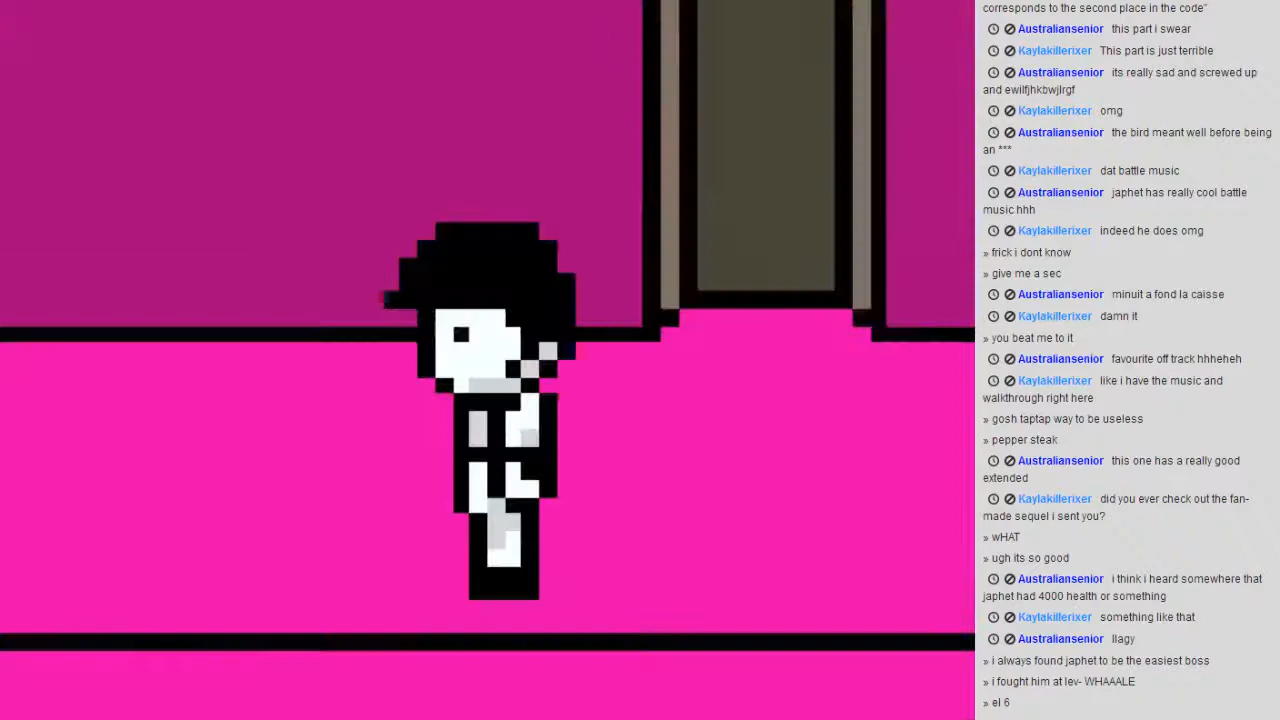 corresponds to the second place in the code"
Australiansenior this part i swear
Kaylakillerixer This part is just terrible
Australiansenior its really sad and screwed up
and ewilfjhkbwjlrgf
Kaylakillerixer omg
Australiansenior the bird meant well before being
an ***
Kaylakillerixer dat battle music
Australiansenior japhet has really cool battle
music hhh
Kaylakillerixer indeed he does omg
» frick i dont know
» give me a sec
Australiansenior minuit a fond la caisse
Kaylakillerixer damn it
» you beat me to it
Australiansenior favourite off track hhheheh
Kaylakillerixer like i have the music and
walkthrough right here
» gosh taptap way to be useless
» pepper steak
Australiansenior this one has a really good
extended
Kaylakillerixer did you ever check out the fan-
made sequel i sent you?
» wHAT
» ugh its so good
Australiansenior i think i heard somewhere that
japhet had 4000 health or something
Kaylakillerixer something like that
Australiansenior llagy
» i always found japhet to be the easiest boss
» i fought him at lev- WHAAALE
» el 6